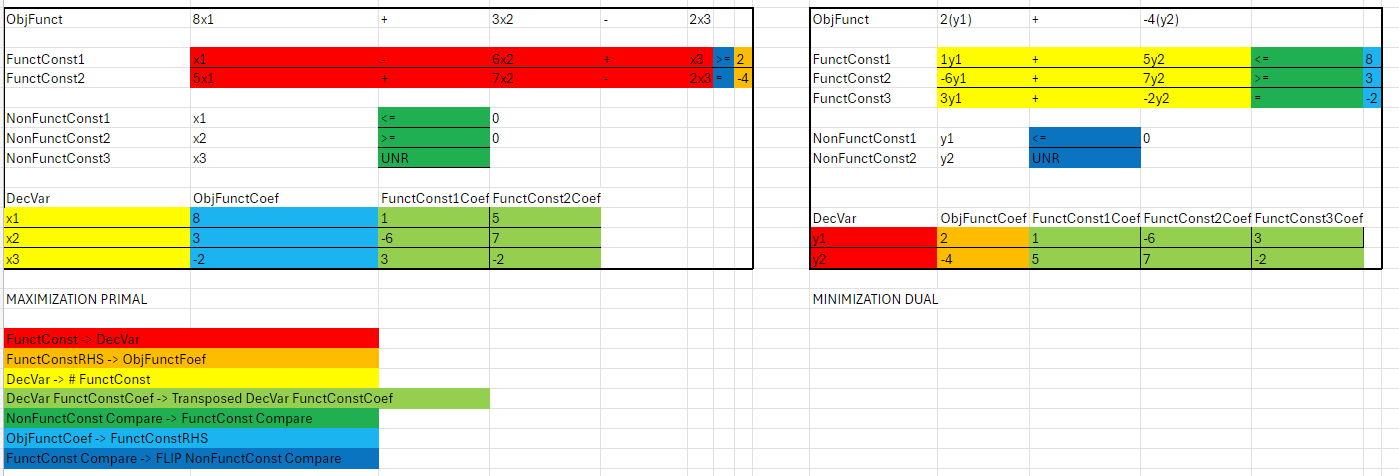 ObjFunct 8x1 + 3x2 - 2x3
FunctConst1 x1 - 6x2 + x3 >= 2
FunctConst2 5x1 + 7x2 - 2x3 = -4
NonFunctConst1 x1 <= 0
NonFunctConst2 x2 >= 0
NonFunctConst3 x3 UNR
DecVar ObjFunctCoef FunctConst1Coef FunctConst2Coef
x1 8 1 5
x2 3 -6 7
x3 -2 3 -2
MAXIMIZATION PRIMAL
FunctConst -> DecVar
FunctConstRHS -> ObjFunctFoef
DecVar -> # FunctConst
DecVar FunctConstCoef -> Transposed DecVar FunctConstCoef
NonFunctConst Compare -> FunctConst Compare
ObjFunctCoef -> FunctConstRHS
FunctConst Compare -> FLIP NonFunctConst Compare
ObjFunct 2(y1) + -4(y2)
FunctConst1 1y1 + 5y2 <= 8
FunctConst2 -6y1 + 7y2 >= 3
FunctConst3 3y1 + -2y2 = -2
NonFunctConst1 y1 <= 0
NonFunctConst2 y2 UNR
DecVar ObjFunctCoef FunctConst1Coef FunctConst2Coef FunctConst3Coef
y1 2 1 -6 3
y2 -4 5 7 -2
MINIMIZATION DUAL